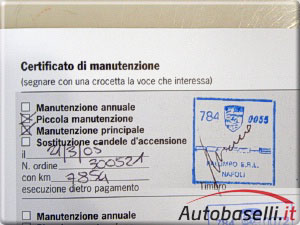 Certificato di manutenzione
(segnare con una crocetta la voce che interessa)
Manutenzione annuale
Piccola manutenzione
Manutenzione principale
Sostituzione candele d'accensione
il 21/3/05
N. ordine 300521
con km 7854
esecuzione dietro pagamento
784 0055
S.R.L.
NAPOLI
Timbro
Manutenzione annuale
784
Autobaselli.it